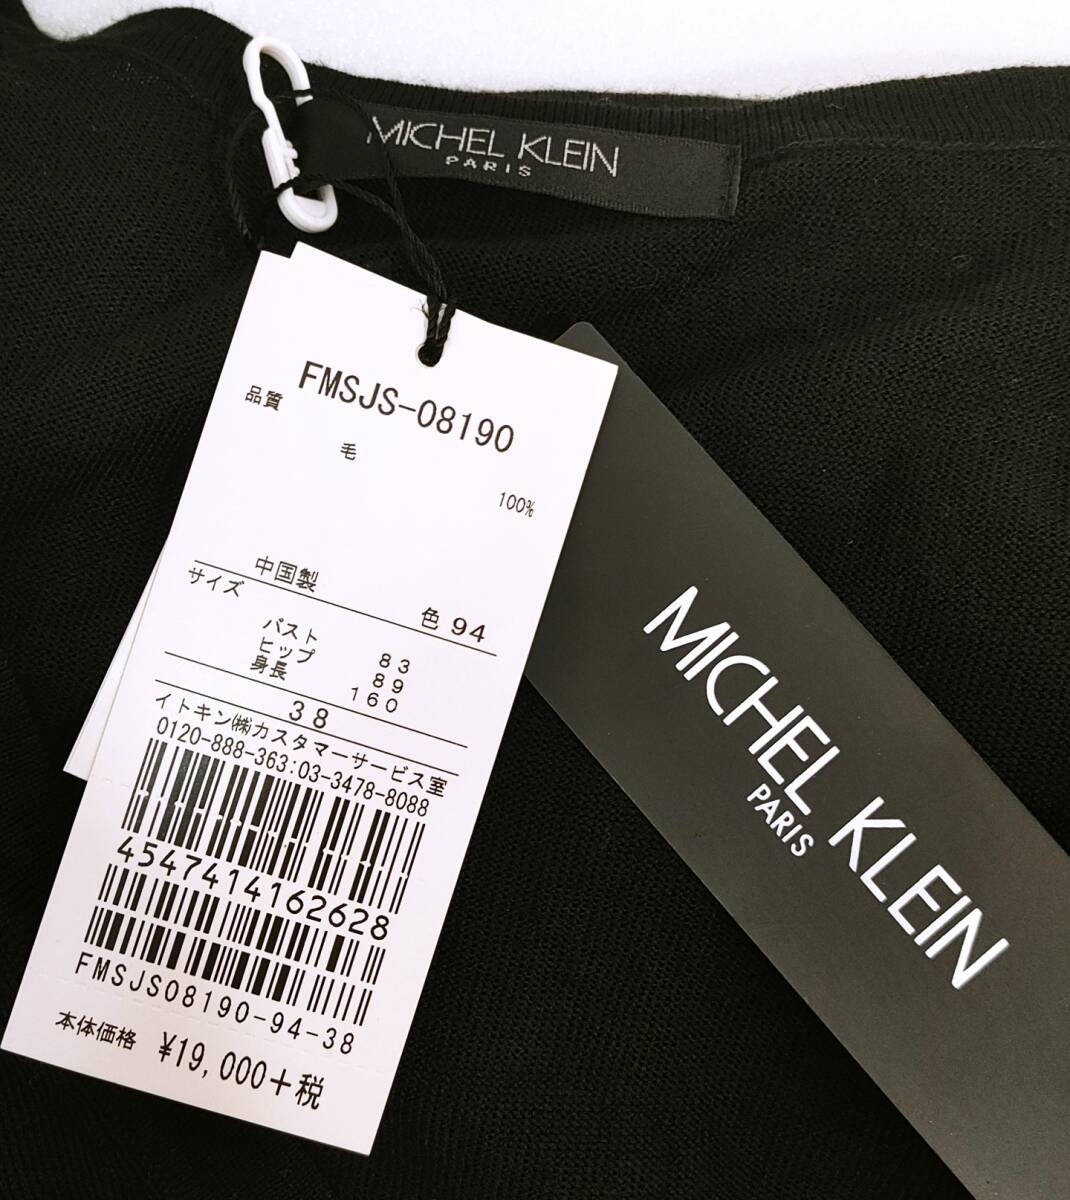 MICHEL KLEIN
PARIS
FMSJS-08190
品質
毛
100%
中国製
サイズ
色 94
バスト 83
ヒップ 89
身長 160
38
イトキン㈱カスタマーサービス室
0120-888-363:03-3478-8088
4547414162628
FMSJS08190-94-38
本体価格 ¥19,000+税
MICHEL KLEIN
PARIS